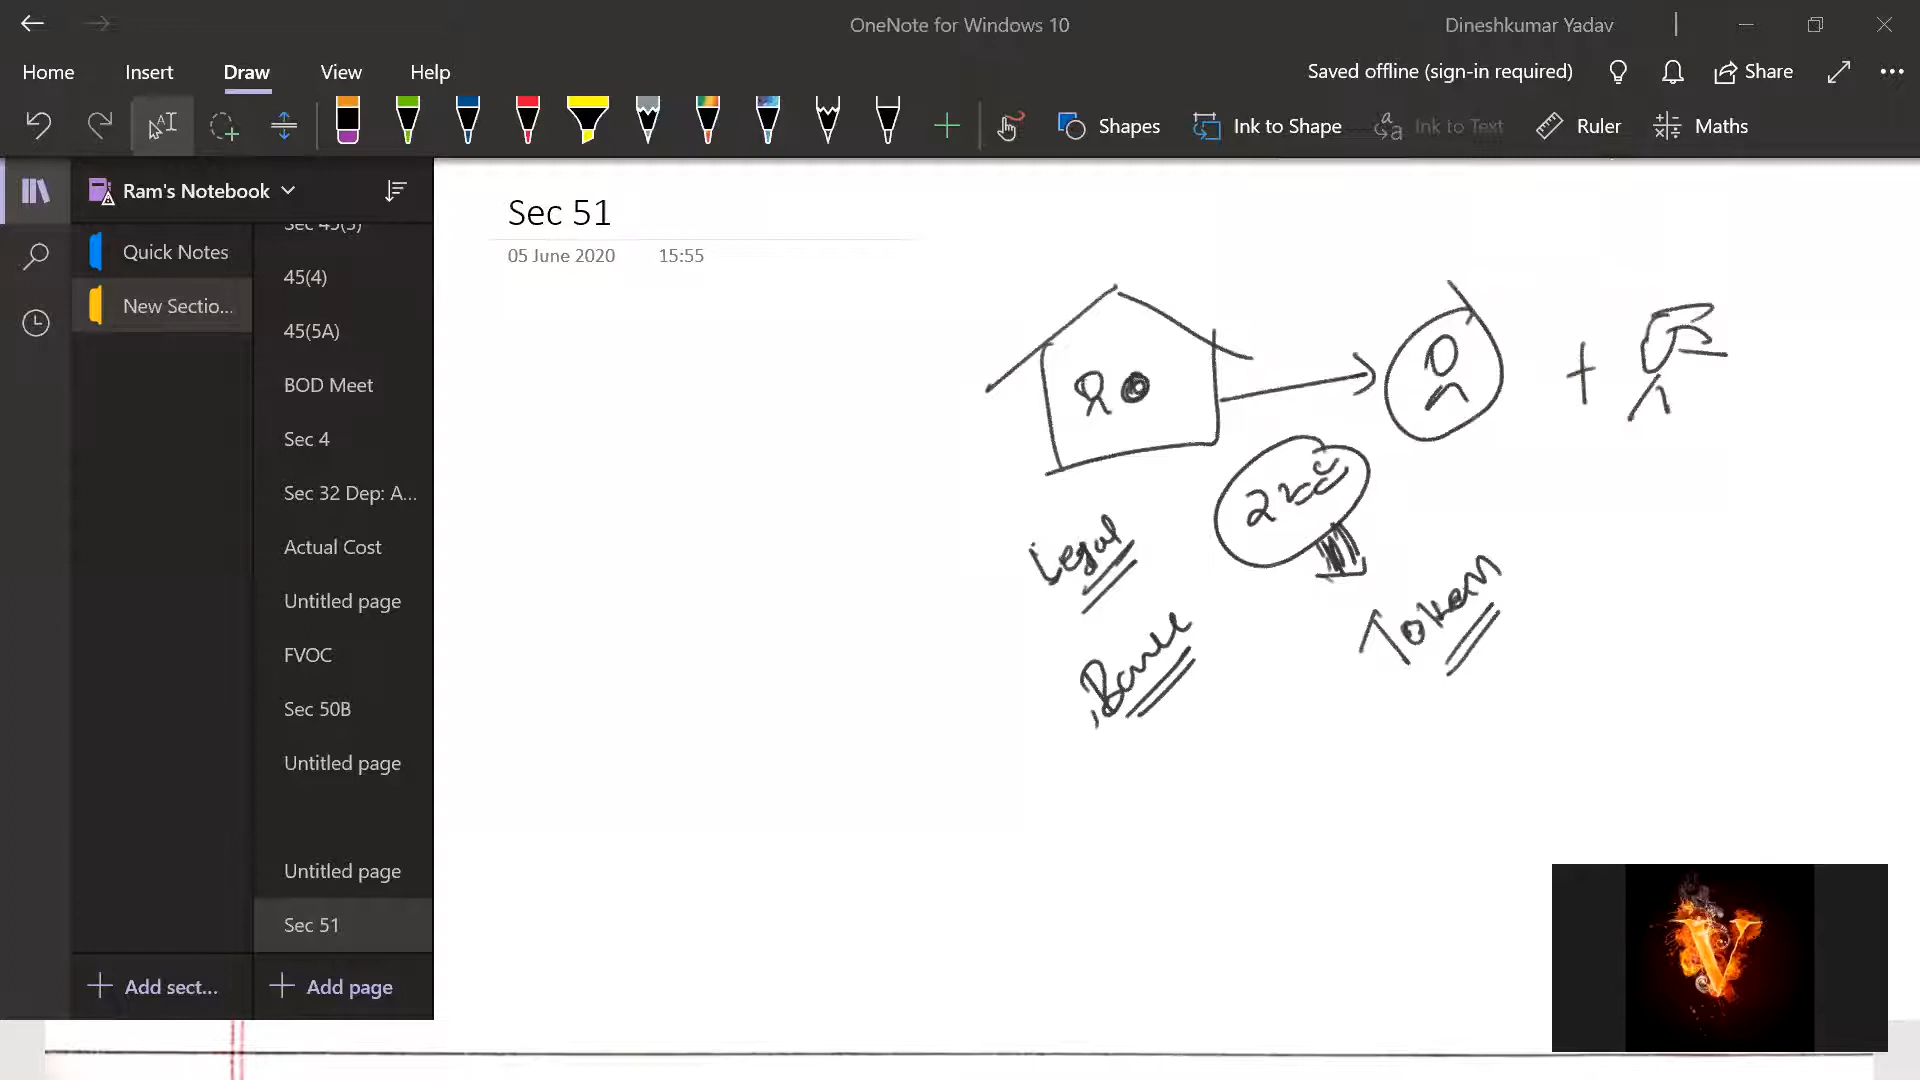 OneNote for Windows 10
Dineshkumar Yadav
Home Insert Draw View Help
Saved offline (sign-in required)
Share
Shapes
Ink to Shape
Ink to Text
Ruler
Maths
Ram's Notebook
Quick Notes
New Sectio...
Sec 45(3)
45(4)
45(5A)
BOD Meet
Sec 4
Sec 32 Dep: A...
Actual Cost
Untitled page
FVOC
Sec 50B
Untitled page
Untitled page
Sec 51
Add sect...
Add page
Sec 51
05 June 2020 15:55
Legal
Bank
Token
V